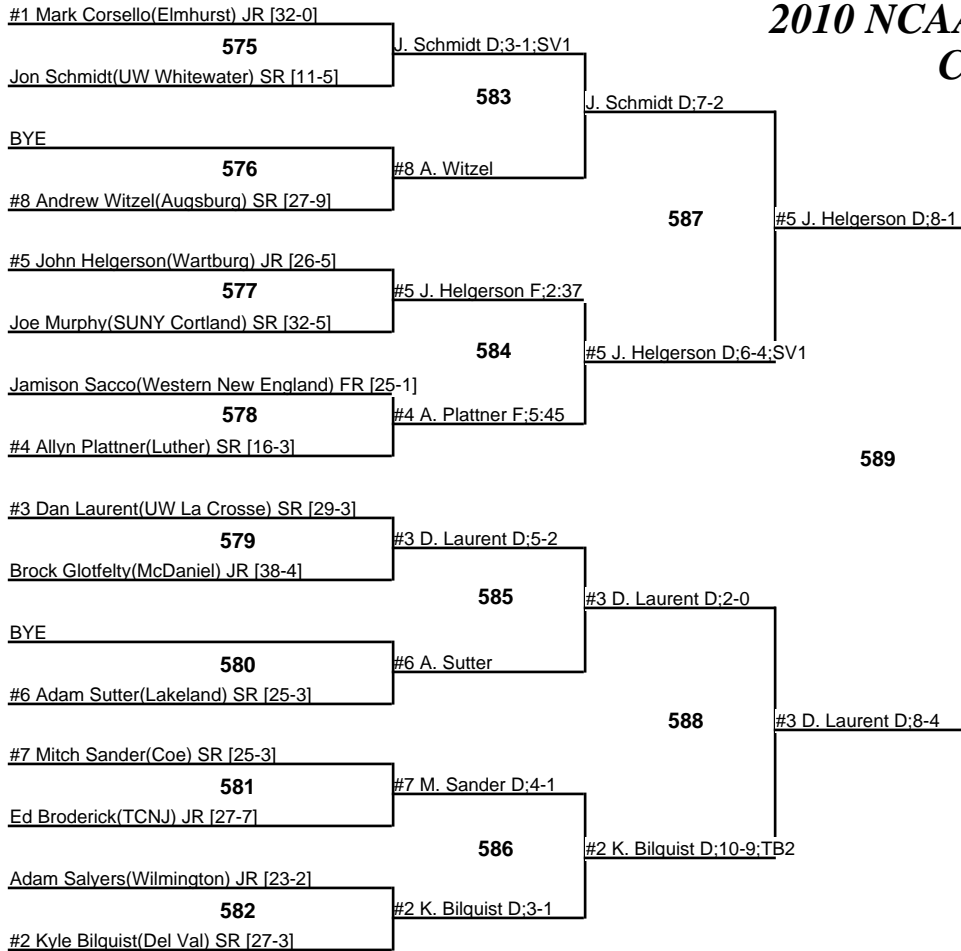 #1 Mark Corsello(Elmhurst) JR [32-0]
2010 NCAA
C
575
J. Schmidt D;3-1;SV1
Jon Schmidt(UW Whitewater) SR [11-5]
583
J. Schmidt D;7-2
BYE
576
#8 A. Witzel
#8 Andrew Witzel(Augsburg) SR [27-9]
587
#5 J. Helgerson D;8-1
#5 John Helgerson(Wartburg) JR [26-5]
577
#5 J. Helgerson F;2:37
Joe Murphy(SUNY Cortland) SR [32-5]
584
#5 J. Helgerson D;6-4;SV1
Jamison Sacco(Western New England) FR [25-1]
578
#4 A. Plattner F;5:45
#4 Allyn Plattner(Luther) SR [16-3]
589
#3 Dan Laurent(UW La Crosse) SR [29-3]
579
#3 D. Laurent D;5-2
Brock Glotfelty(McDaniel) JR [38-4]
585
#3 D. Laurent D;2-0
BYE
580
#6 A. Sutter
#6 Adam Sutter(Lakeland) SR [25-3]
588
#3 D. Laurent D;8-4
#7 Mitch Sander(Coe) SR [25-3]
581
#7 M. Sander D;4-1
Ed Broderick(TCNJ) JR [27-7]
586
#2 K. Bilquist D;10-9;TB2
Adam Salyers(Wilmington) JR [23-2]
582
#2 K. Bilquist D;3-1
#2 Kyle Bilquist(Del Val) SR [27-3]